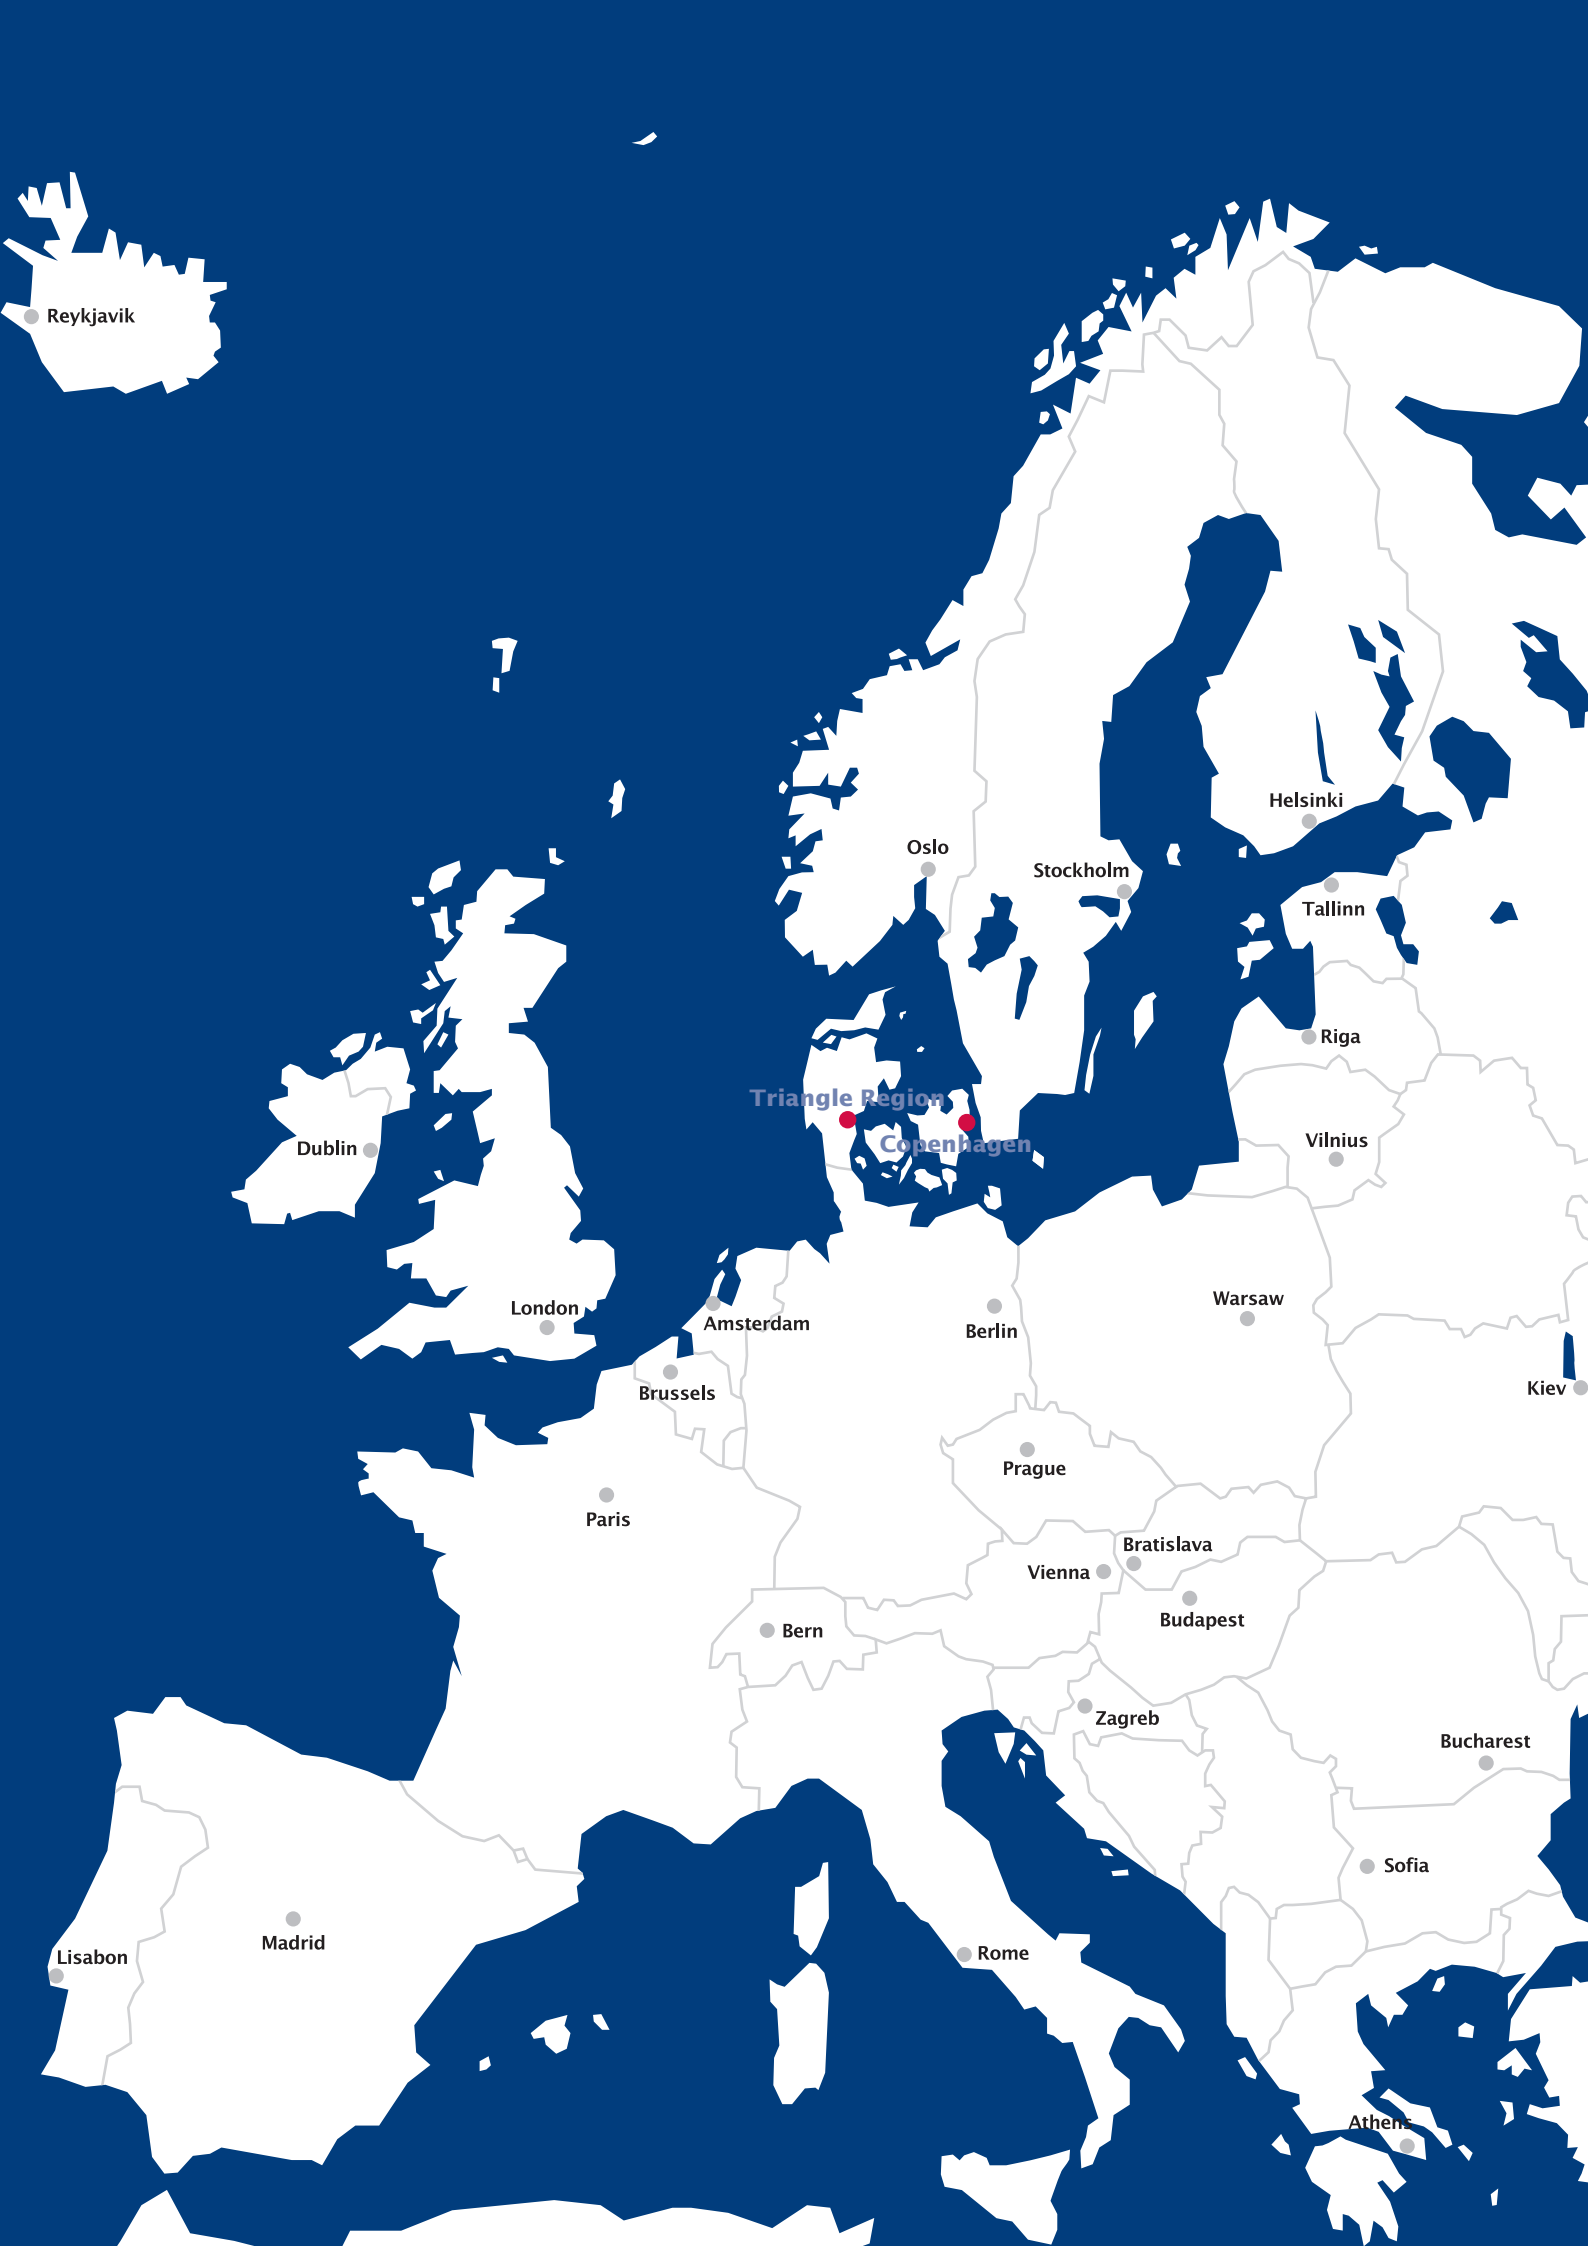 Reykjavik
Helsinki
Oslo
Stockholm
Tallinn
Riga
Triangle Region
Copenhagen
Vilnius
Dublin
Warsaw
London
Amsterdam
Berlin
Kiev
Brussels
Prague
Paris
Bratislava
Vienna
Budapest
Bern
Zagreb
Bucharest
Sofia
Madrid
Rome
Lisabon
Athens